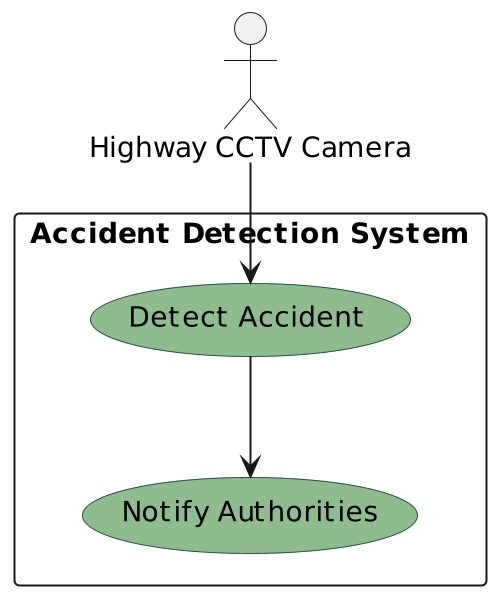 Highway CCTV Camera
Accident Detection System
Detect Accident
Notify Authorities